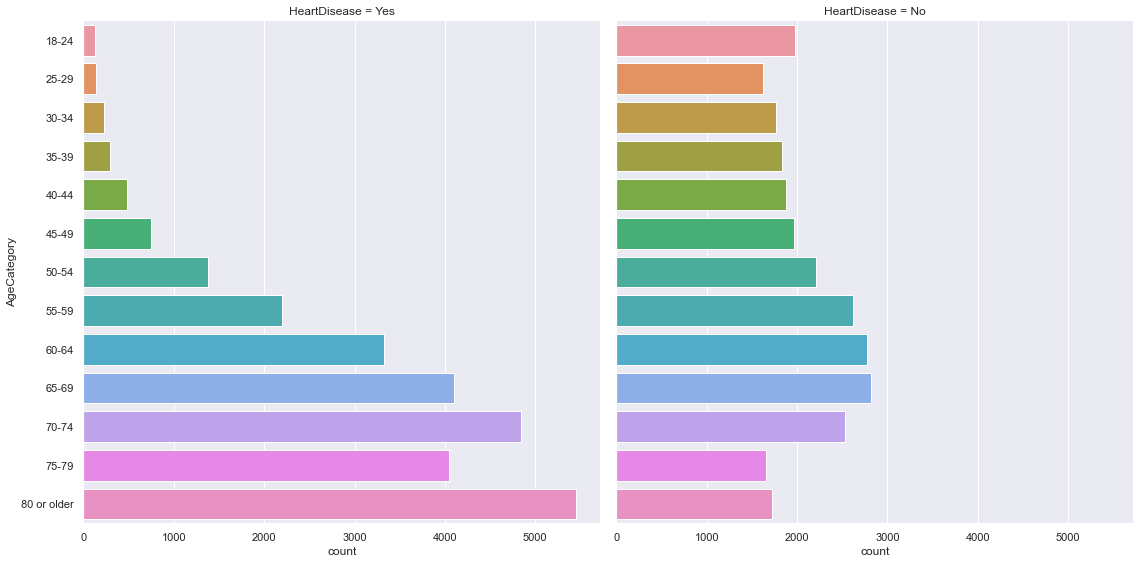 HeartDisease = Yes
HeartDisease = No
AgeCategory
18-24
25-29
30-34
35-39
40-44
45-49
50-54
55-59
60-64
65-69
70-74
75-79
80 or older
0 1000 2000 3000 4000 5000
count
0 1000 2000 3000 4000 5000
count